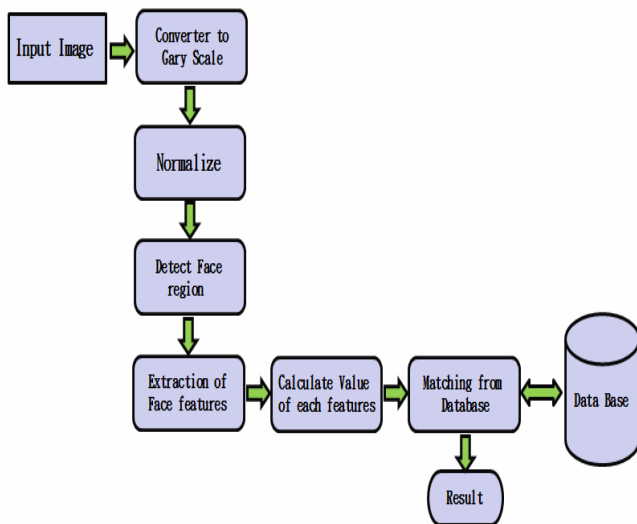 Input Image
Converter to
Gary Scale
Normalize
Detect Face
region
Extraction of
Face features
Calculate Value
of each features
Matching from
Database
Data Base
Result